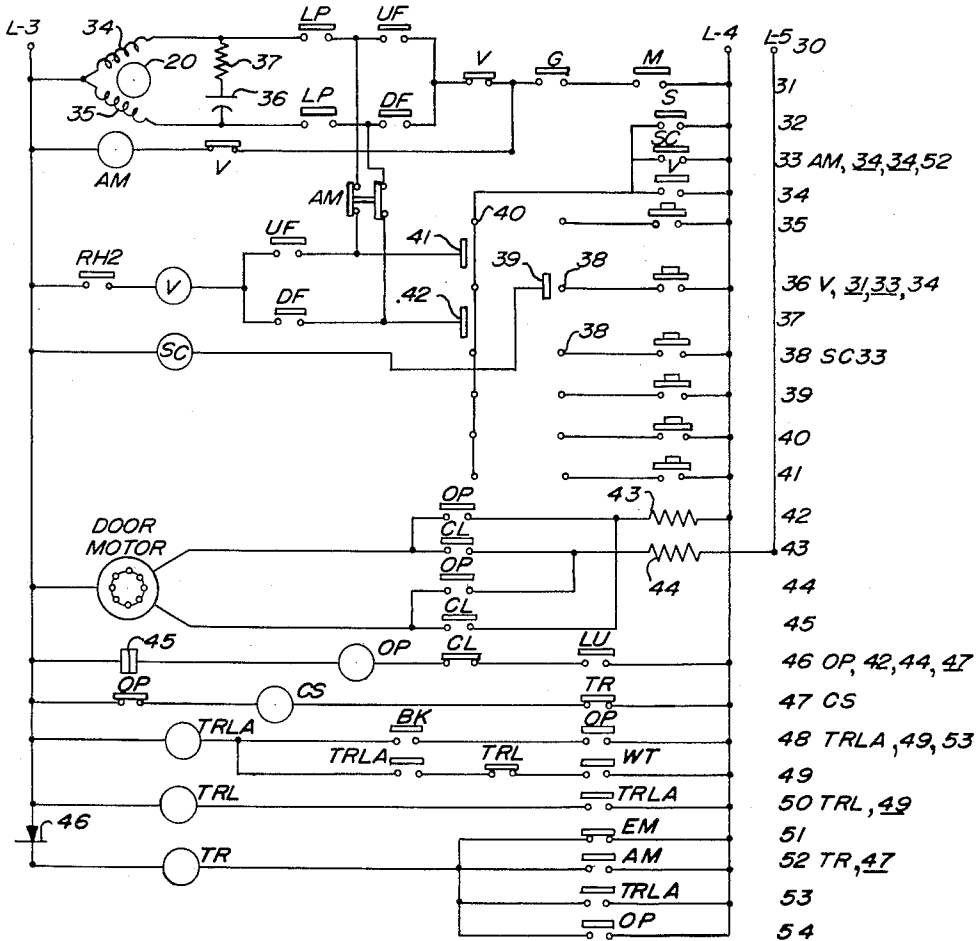 L-3 34 LP UF L-4 L-5 30
20 37 V G M 31
35 36 LP DF S 32
AM V SC 33 AM, 34, 34, 52
V 34
AM 40 35
UF 41 39 38
RH2 V 36 V, 31, 33, 34
DF .42 37
SC 38 38 SC33
39
40
41
OP 43 42
DOOR MOTOR CL 43
OP 44 44
CL 45
45 OP CL LU 46 OP, 42, 44, 47
OP CS TR 47 CS
TRLA BK OP 48 TRLA, 49, 53
TRLA TRL WT 49
TRL TRLA 50 TRL, 49
46 EM 51
TR AM 52 TR, 47
TRLA 53
OP 54